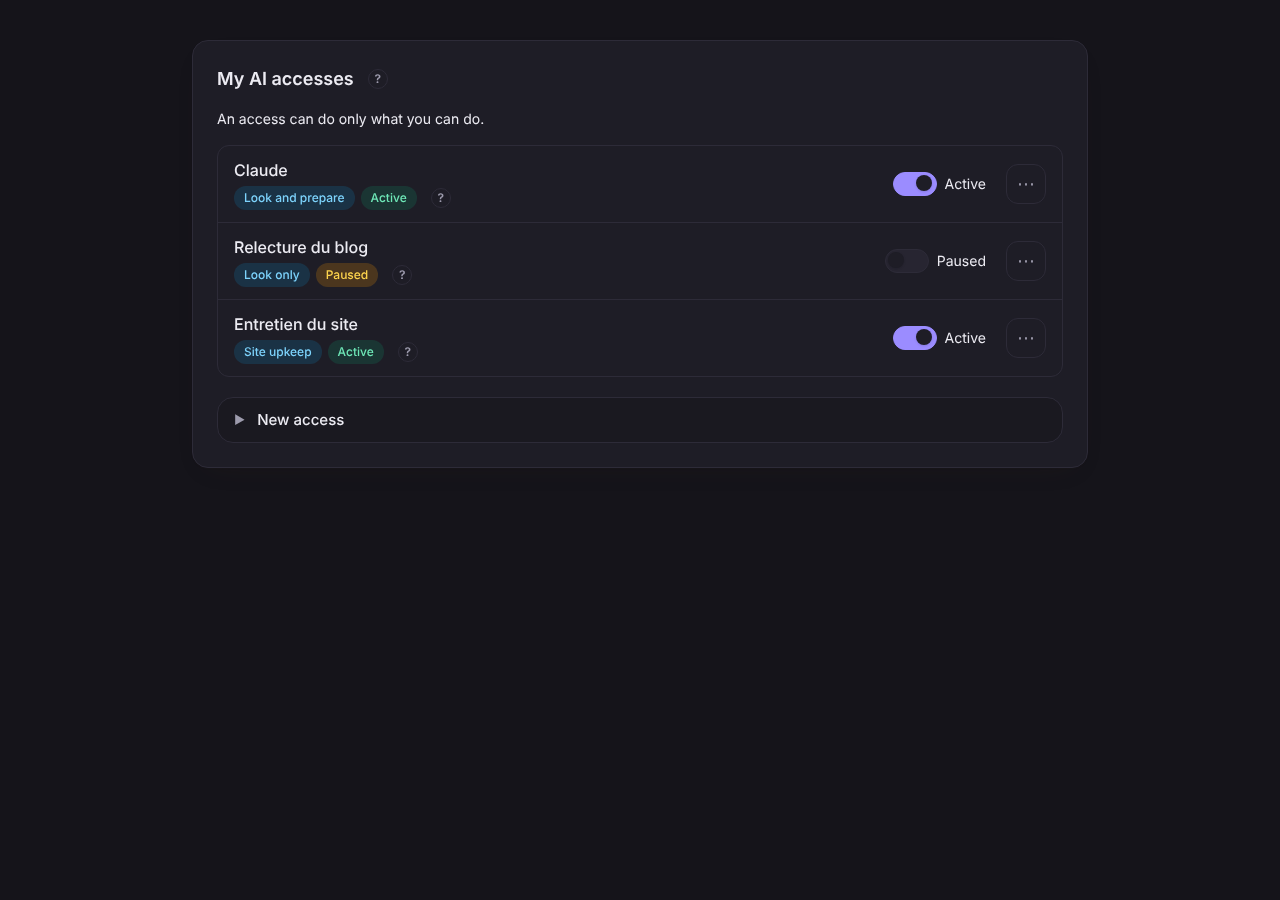 My AI accesses ?
An access can do only what you can do.
Claude
Look and prepare Active ?
Active ⋯
Relecture du blog
Look only Paused ?
Paused ⋯
Entretien du site
Site upkeep Active ?
Active ⋯
New access